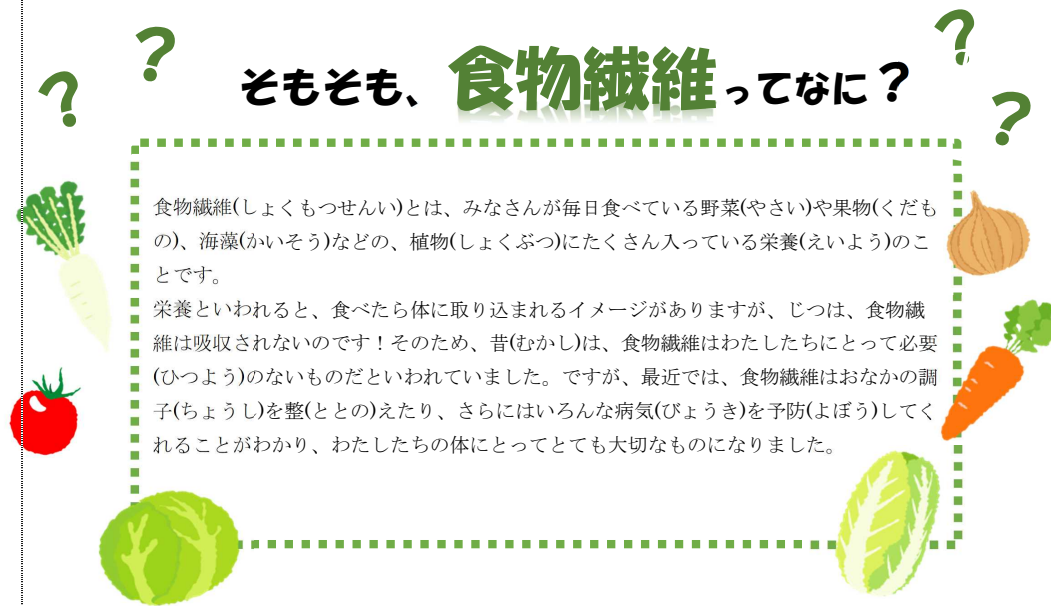 ？ ？ ？ ？
そもそも、食物繊維ってなに？
食物繊維(しょくもつせんい)とは、みなさんが毎日食べている野菜(やさい)や果物(くだも
の)、海藻(かいそう)などの、植物(しょくぶつ)にたくさん入っている栄養(えいよう)のこ
とです。
栄養といわれると、食べたら体に取り込まれるイメージがありますが、じつは、食物繊
維は吸収されないのです！そのため、昔(むかし)は、食物繊維はわたしたちにとって必要
(ひつよう)のないものだといわれていました。ですが、最近では、食物繊維はおなかの調
子(ちょうし)を整(ととの)えたり、さらにはいろんな病気(びょうき)を予防(よぼう)してく
れることがわかり、わたしたちの体にとってとても大切なものになりました。